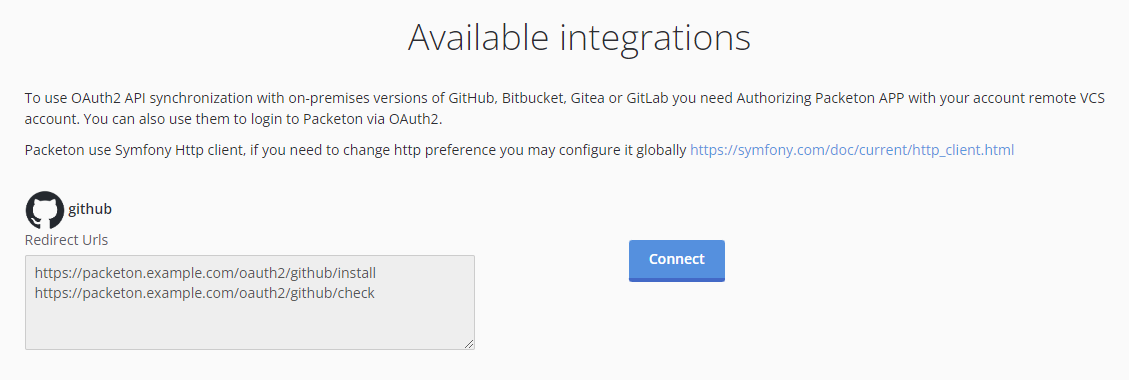 Available integrations
To use OAuth2 API synchronization with on-premises versions of GitHub, Bitbucket, Gitea or GitLab you need Authorizing Packeton APP with your account remote VCS
account. You can also use them to login to Packeton via OAuth2.
Packeton use Symfony Http client, if you need to change http preference you may configure it globally https://symfony.com/doc/current/http_client.html
github
Redirect Urls
https://packeton.example.com/oauth2/github/install
https://packeton.example.com/oauth2/github/check
Connect